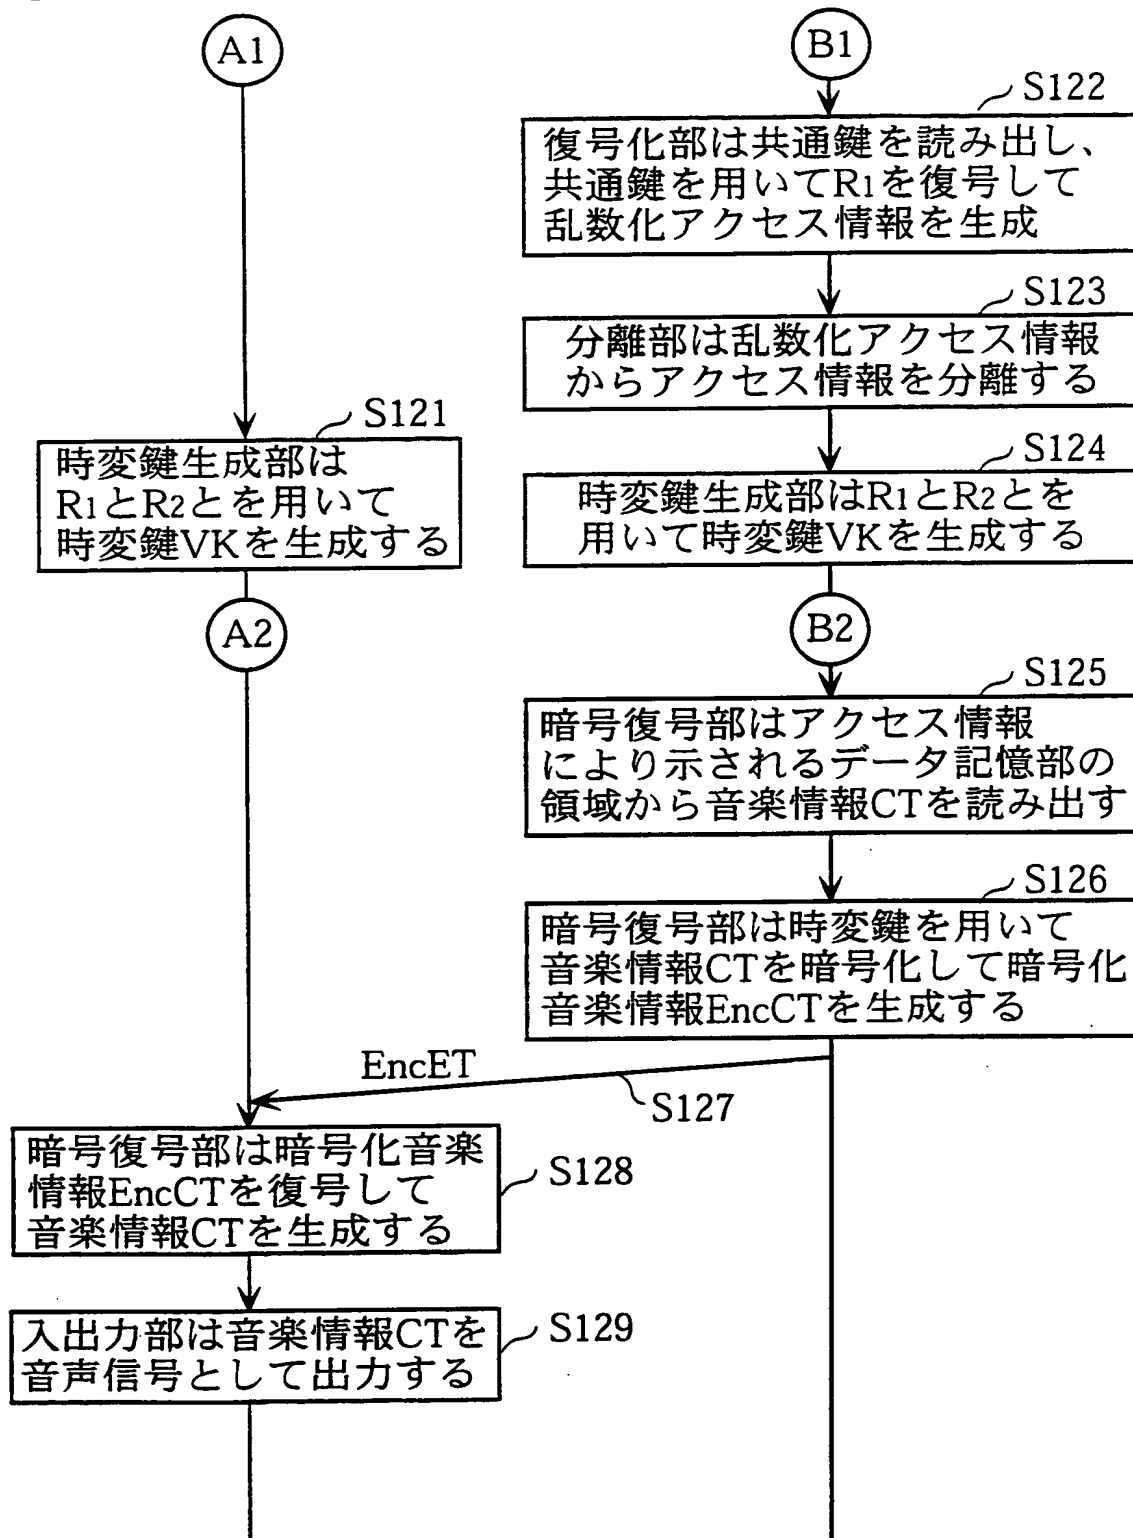 A1
B1
S122
復号化部は共通鍵を読み出し、
共通鍵を用いてR1を復号して
乱数化アクセス情報を生成
S123
分離部は乱数化アクセス情報
からアクセス情報を分離する
S121
時変鍵生成部は
R1とR2とを用いて
時変鍵VKを生成する
S124
時変鍵生成部はR1とR2とを
用いて時変鍵VKを生成する
A2
B2
S125
暗号復号部はアクセス情報
により示されるデータ記憶部の
領域から音楽情報CTを読み出す
S126
暗号復号部は時変鍵を用いて
音楽情報CTを暗号化して暗号化
音楽情報EncCTを生成する
EncET
S127
暗号復号部は暗号化音楽
情報EncCTを復号して
音楽情報CTを生成する
S128
入出力部は音楽情報CTを
音声信号として出力する
S129